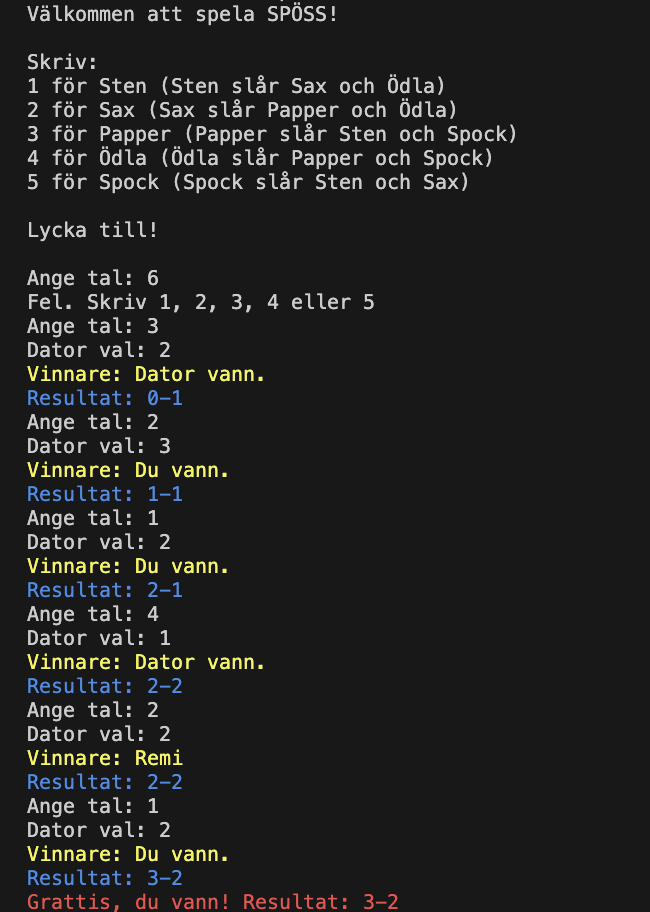 Välkommen att spela SPÖSS!
Skriv:
1 för Sten (Sten slår Sax och Ödla)
2 för Sax (Sax slår Papper och Ödla)
3 för Papper (Papper slår Sten och Spock)
4 för Ödla (Ödla slår Papper och Spock)
5 för Spock (Spock slår Sten och Sax)
Lycka till!
Ange tal: 6
Fel. Skriv 1, 2, 3, 4 eller 5
Ange tal: 3
Dator val: 2
Vinnare: Dator vann.
Resultat: 0-1
Ange tal: 2
Dator val: 3
Vinnare: Du vann.
Resultat: 1-1
Ange tal: 1
Dator val: 2
Vinnare: Du vann.
Resultat: 2-1
Ange tal: 4
Dator val: 1
Vinnare: Dator vann.
Resultat: 2-2
Ange tal: 2
Dator val: 2
Vinnare: Remi
Resultat: 2-2
Ange tal: 1
Dator val: 2
Vinnare: Du vann.
Resultat: 3-2
Grattis, du vann! Resultat: 3-2